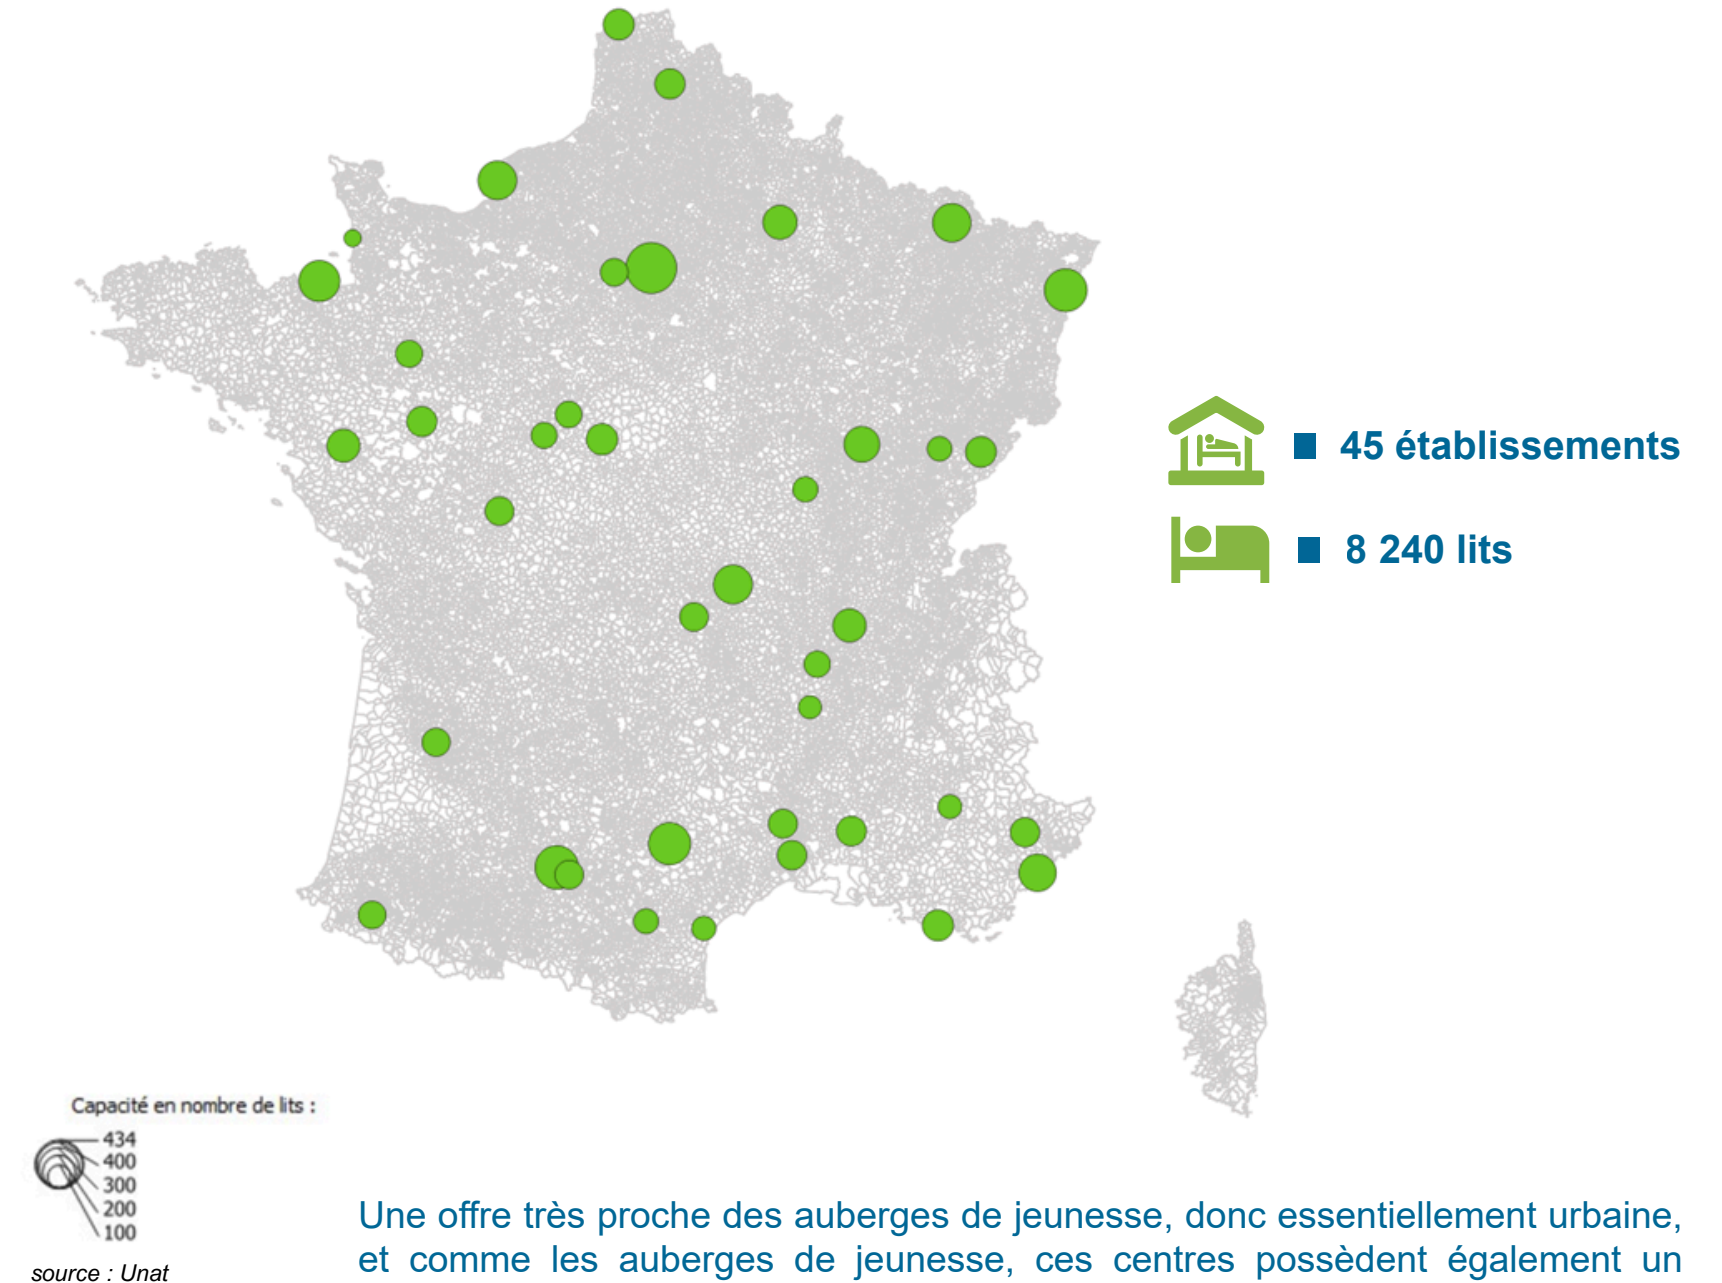 45 établissements
8 240 lits
Capacité en nombre de lits :
434
400
300
200
100
source : Unat
Une offre très proche des auberges de jeunesse, donc essentiellement urbaine,
et comme les auberges de jeunesse, ces centres possèdent également un